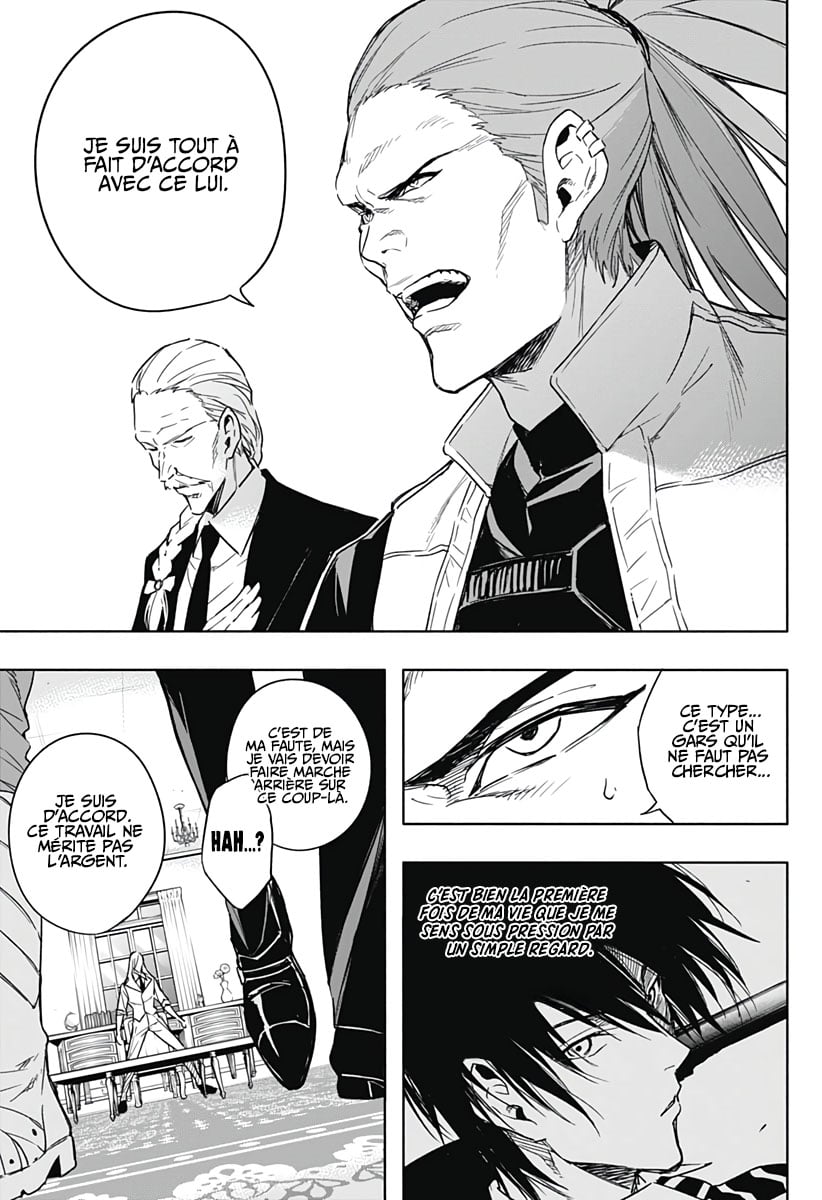 JE SUIS TOUT À
FAIT D'ACCORD
AVEC CE LUI.
CE TYPE...
C'EST UN
GARS QU'IL
NE FAUT PAS
CHERCHER...
C'EST BIEN LA PREMIÈRE
FOIS DE MA VIE QUE JE ME
SENS SOUS PRESSION PAR
UN SIMPLE REGARD.
C'EST DE
MA FAUTE, MAIS
JE VAIS DEVOIR
FAIRE MARCHE
ARRIÈRE SUR
CE COUP-LÀ.
HAH...?
JE SUIS
D'ACCORD.
CE TRAVAIL NE
MÉRITE PAS
L'ARGENT.